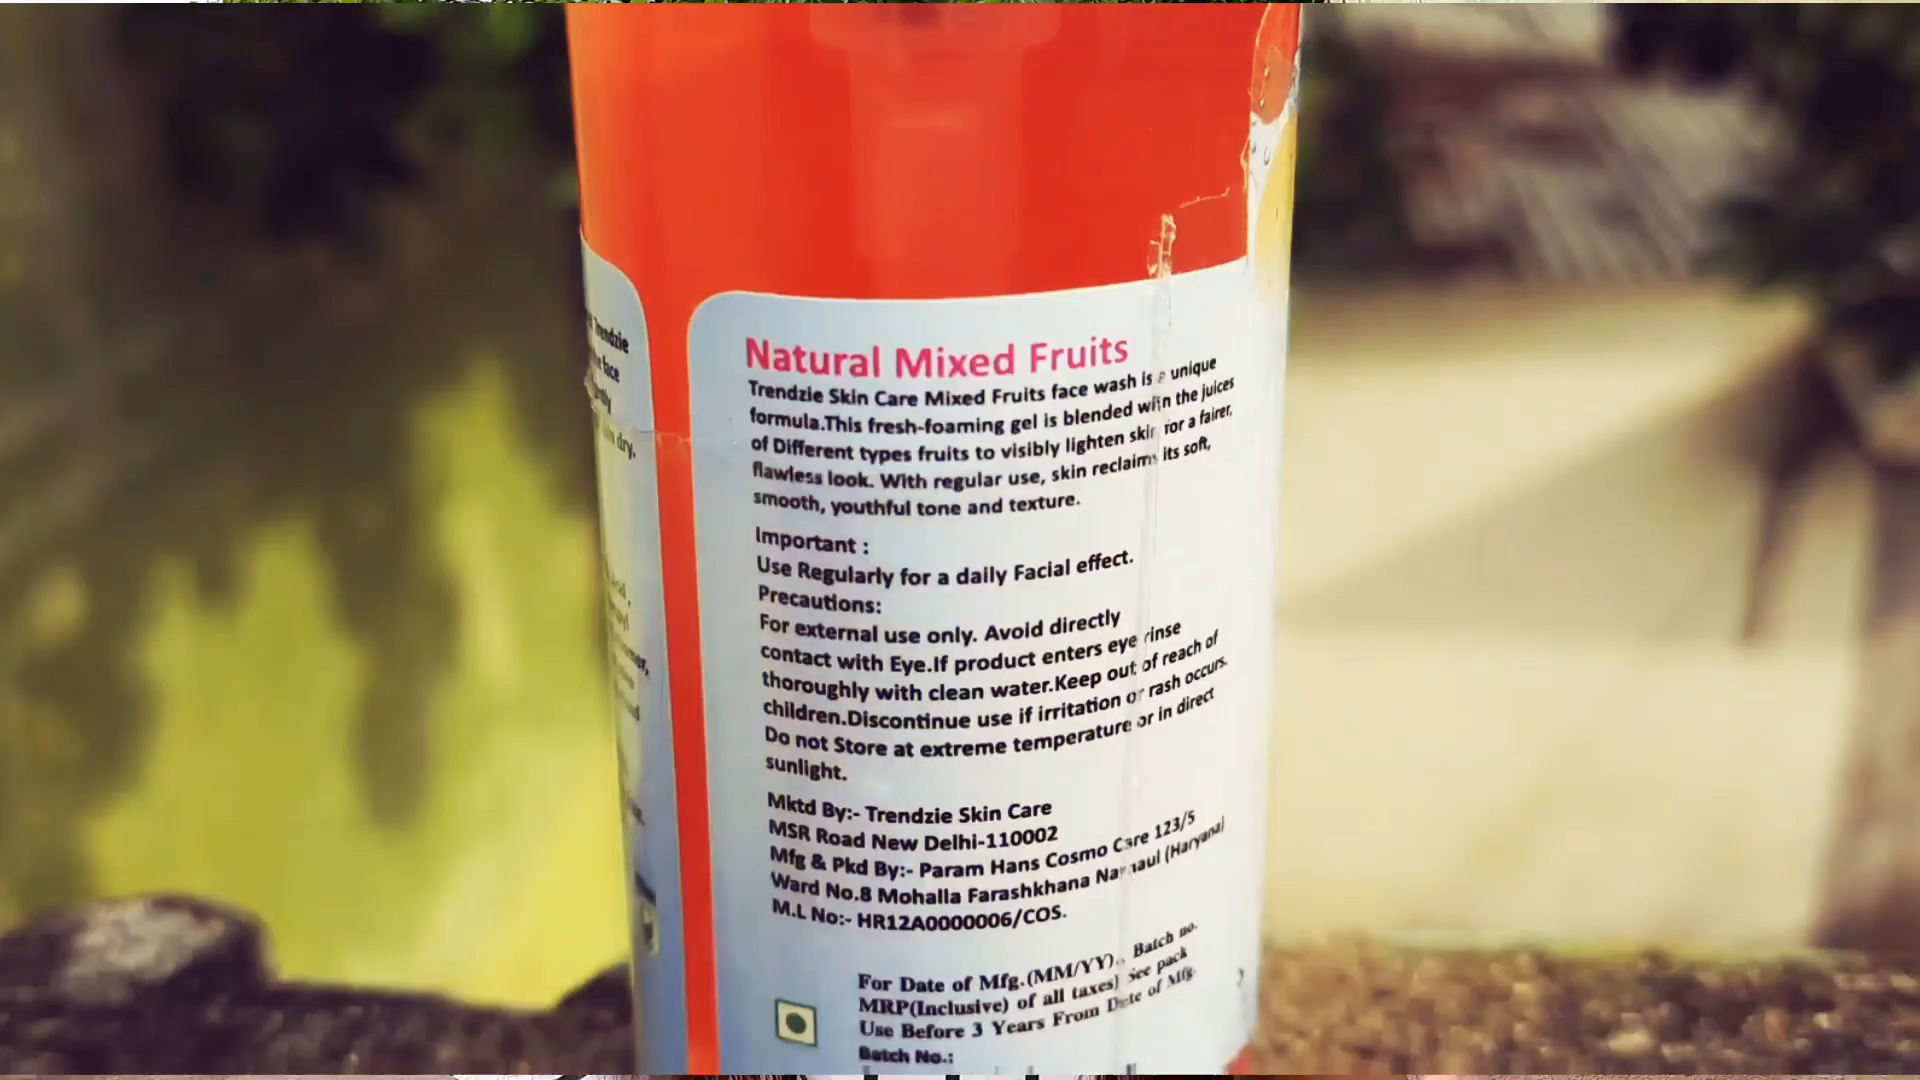 Trendzie
face
dry.
Natural Mixed Fruits
Trendzie Skin Care Mixed Fruits face wash is a unique
formula.This fresh-foaming gel is blended with the juices
of Different types fruits to visibly lighten skin for a fairer,
flawless look. With regular use, skin reclaims its soft,
smooth, youthful tone and texture.
Important :
Use Regularly for a daily Facial effect.
Precautions:
For external use only. Avoid directly
contact with Eye.If product enters eye rinse
thoroughly with clean water.Keep out of reach of
children.Discontinue use if irritation or rash occurs.
Do not Store at extreme temperature or in direct
sunlight.
Mktd By:- Trendzie Skin Care
MSR Road New Delhi-110002
Mfg & Pkd By:- Param Hans Cosmo Care 123/5
Ward No.8 Mohalla Farashkhana Narnaul (Haryana)
M.L No:- HR12A0000006/COS.
For Date of Mfg.(MM/YY)., Batch no.
MRP(Inclusive) of all taxes) See pack
Use Before 3 Years From Date of Mfg.
Batch No.: